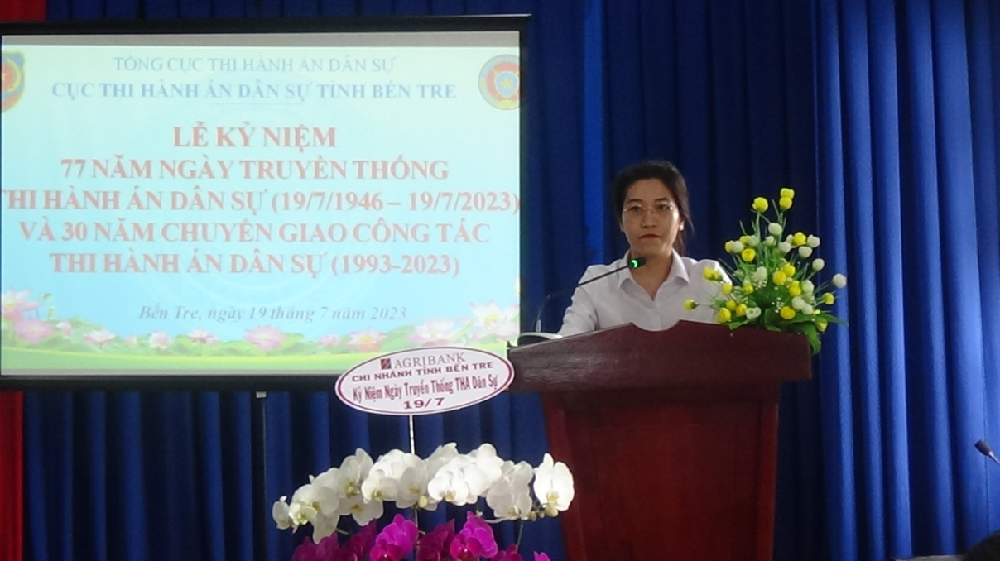 TỔNG CỤC THI HÀNH ÁN DÂN SỰ
CỤC THI HÀNH ÁN DÂN SỰ TỈNH BẾN TRE
LỄ KỶ NIỆM
77 NĂM NGÀY TRUYỀN THỐNG
THI HÀNH ÁN DÂN SỰ (19/7/1946 – 19/7/2023)
VÀ 30 NĂM CHUYỂN GIAO CÔNG TÁC
THI HÀNH ÁN DÂN SỰ (1993-2023)
Bến Tre, ngày 19 tháng 7 năm 2023
AGRIBANK
CHI NHÁNH TỈNH BẾN TRE
Kỷ Niệm Ngày Truyền Thống THA Dân Sự
19/7